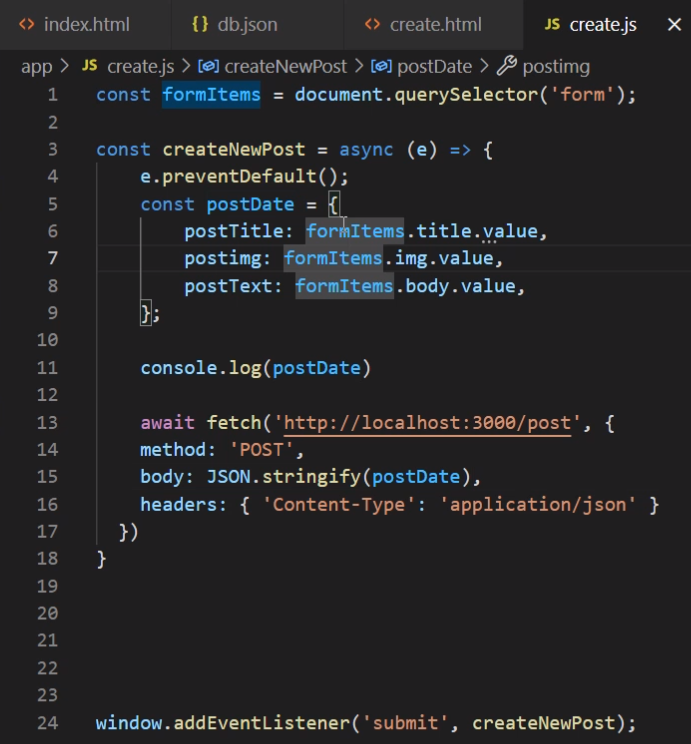 index.html db.json create.html create.js
app > create.js > createNewPost > postDate > postimg
1 const formItems = document.querySelector('form');
2
3 const createNewPost = async (e) => {
4 e.preventDefault();
5 const postDate = {
6 postTitle: formItems.title.value,
7 postimg: formItems.img.value,
8 postText: formItems.body.value,
9 };
10
11 console.log(postDate)
12
13 await fetch('http://localhost:3000/post', {
14 method: 'POST',
15 body: JSON.stringify(postDate),
16 headers: { 'Content-Type': 'application/json' }
17 })
18 }
19
20
21
22
23
24 window.addEventListener('submit', createNewPost);